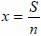 x = S/n